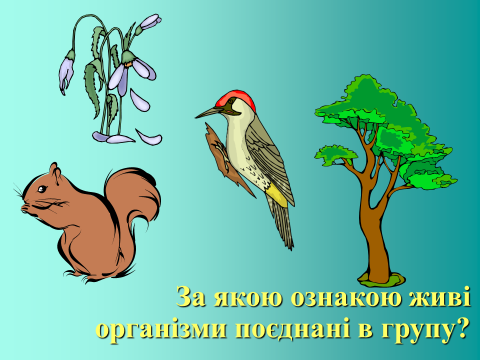 За якою ознакою живі
організми поєднані в групу?